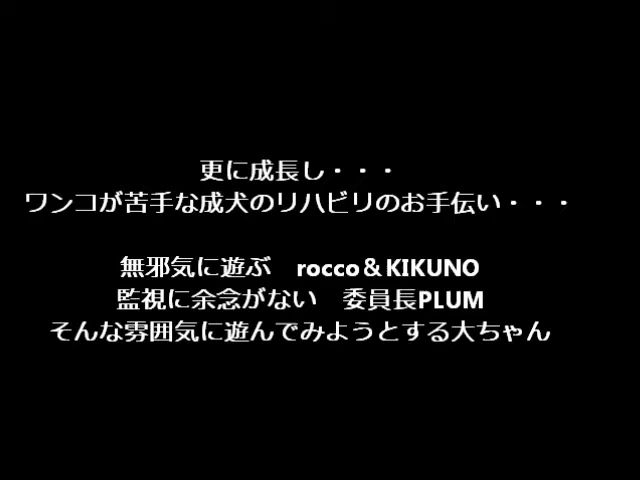 更に成長し・・・
ワンコが苦手な成犬のリハビリのお手伝い・・・
無邪気に遊ぶ　rocco＆KIKUNO
監視に余念がない　委員長PLUM
そんな雰囲気に遊んでみようとする大ちゃん